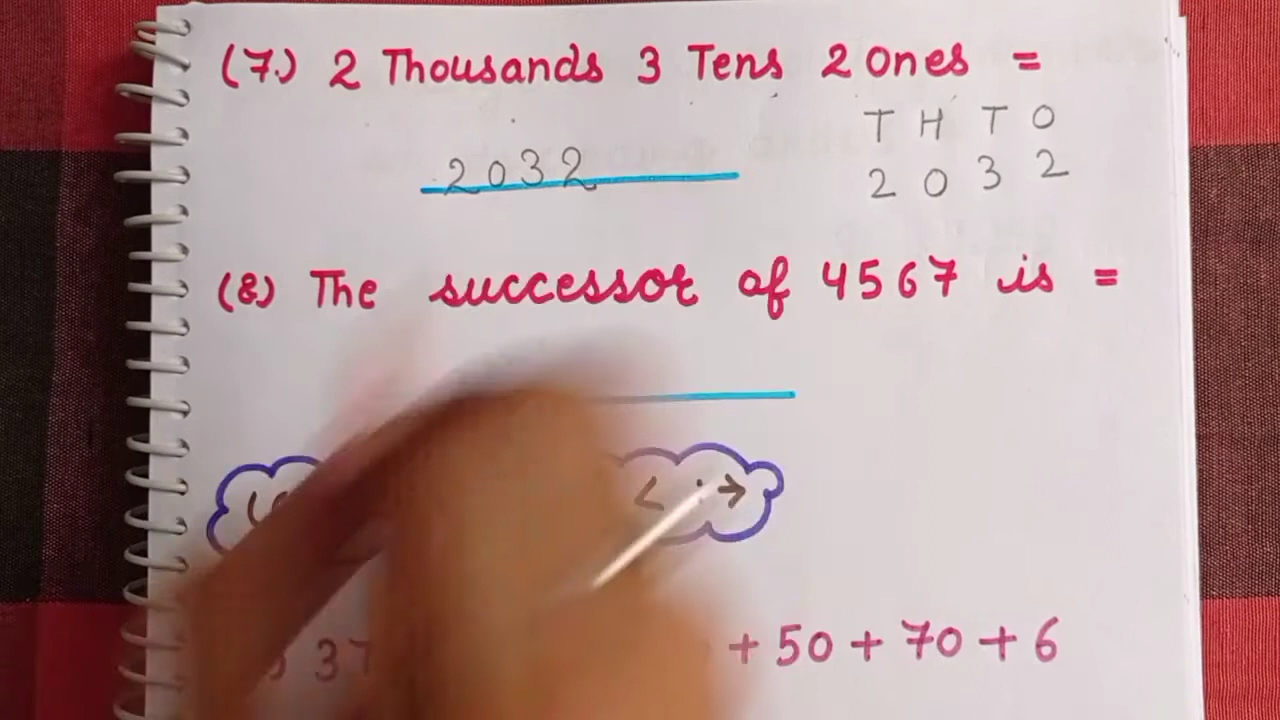 (7.) 2 Thousands 3 Tens 2 Ones =
T H T O
2032
2 0 3 2
(8) The successor of 4567 is =
< →
37 + 50 + 70 + 6